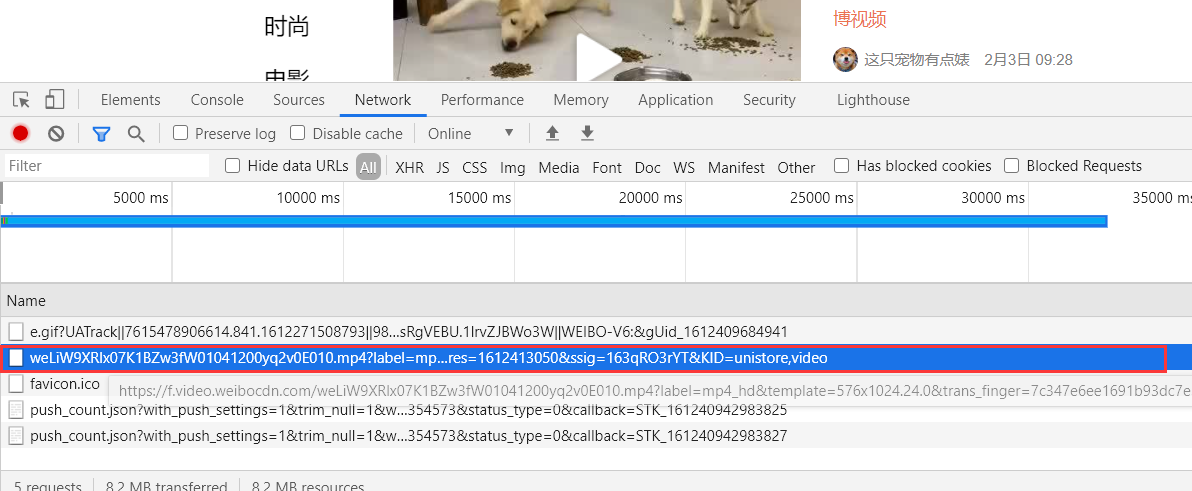 时尚
博视频
电影
这只宠物有点婊 2月3日 09:28
Elements Console Sources Network Performance Memory Application Security Lighthouse
Preserve log Disable cache Online
Filter Hide data URLs All XHR JS CSS Img Media Font Doc WS Manifest Other Has blocked cookies Blocked Requests
5000 ms 10000 ms 15000 ms 20000 ms 25000 ms 30000 ms 35000 ms
Name
e.gif?UATrack||7615478906614.841.1612271508793||98...sRgVEBU.1IrvZJBWo3W||WEIBO-V6:&gUid_1612409684941
weLiW9XRlx07K1BZw3fW01041200yq2v0E010.mp4?label=mp...res=1612413050&ssig=163qRO3rYT&KID=unistore,video
favicon.ico
https://f.video.weibocdn.com/weLiW9XRlx07K1BZw3fW01041200yq2v0E010.mp4?label=mp4_hd&template=576x1024.24.0&trans_finger=7c347e6ee1691b93dc7e
push_count.json?with_push_settings=1&trim_null=1&w...354573&status_type=0&callback=STK_161240942983825
push_count.json?with_push_settings=1&trim_null=1&w...354573&status_type=0&callback=STK_161240942983827
5 requests 8.2 MB transferred 8.2 MB resources